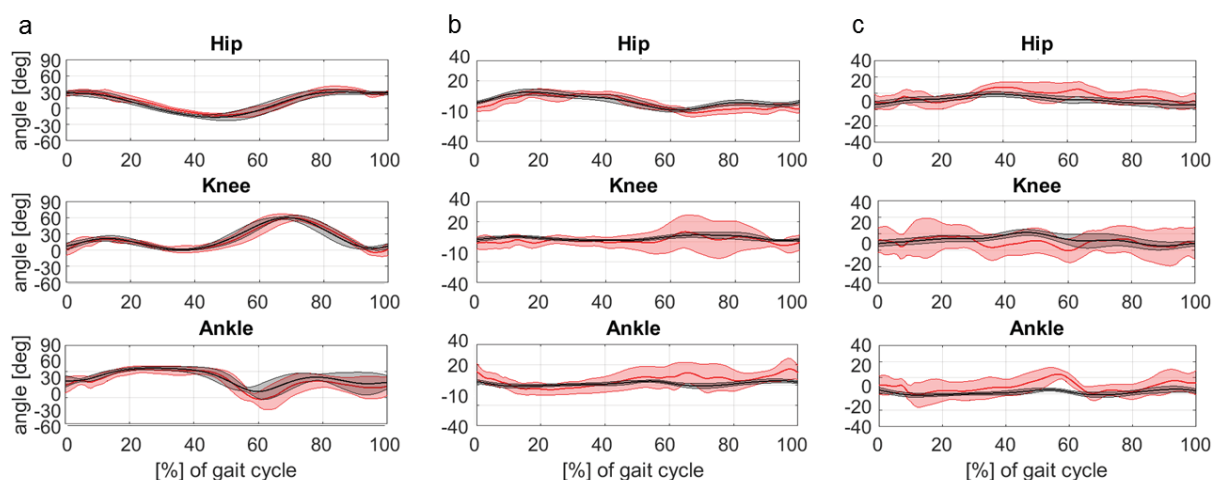 a b c
Hip Hip Hip
angle [deg] 90 60 30 0 -30 -60 40 20 -10 -40 40 20 0 -20 -40
0 20 40 60 80 100 0 20 40 60 80 100 0 20 40 60 80 100
Knee Knee Knee
angle [deg] 90 60 30 0 -30 -60 40 20 -10 -40 40 20 0 -20 -40
0 20 40 60 80 100 0 20 40 60 80 100 0 20 40 60 80 100
Ankle Ankle Ankle
angle [deg] 90 60 30 0 -30 -60 40 20 -10 -40 40 20 0 -20 -40
0 20 40 60 80 100 0 20 40 60 80 100 0 20 40 60 80 100
[%] of gait cycle [%] of gait cycle [%] of gait cycle